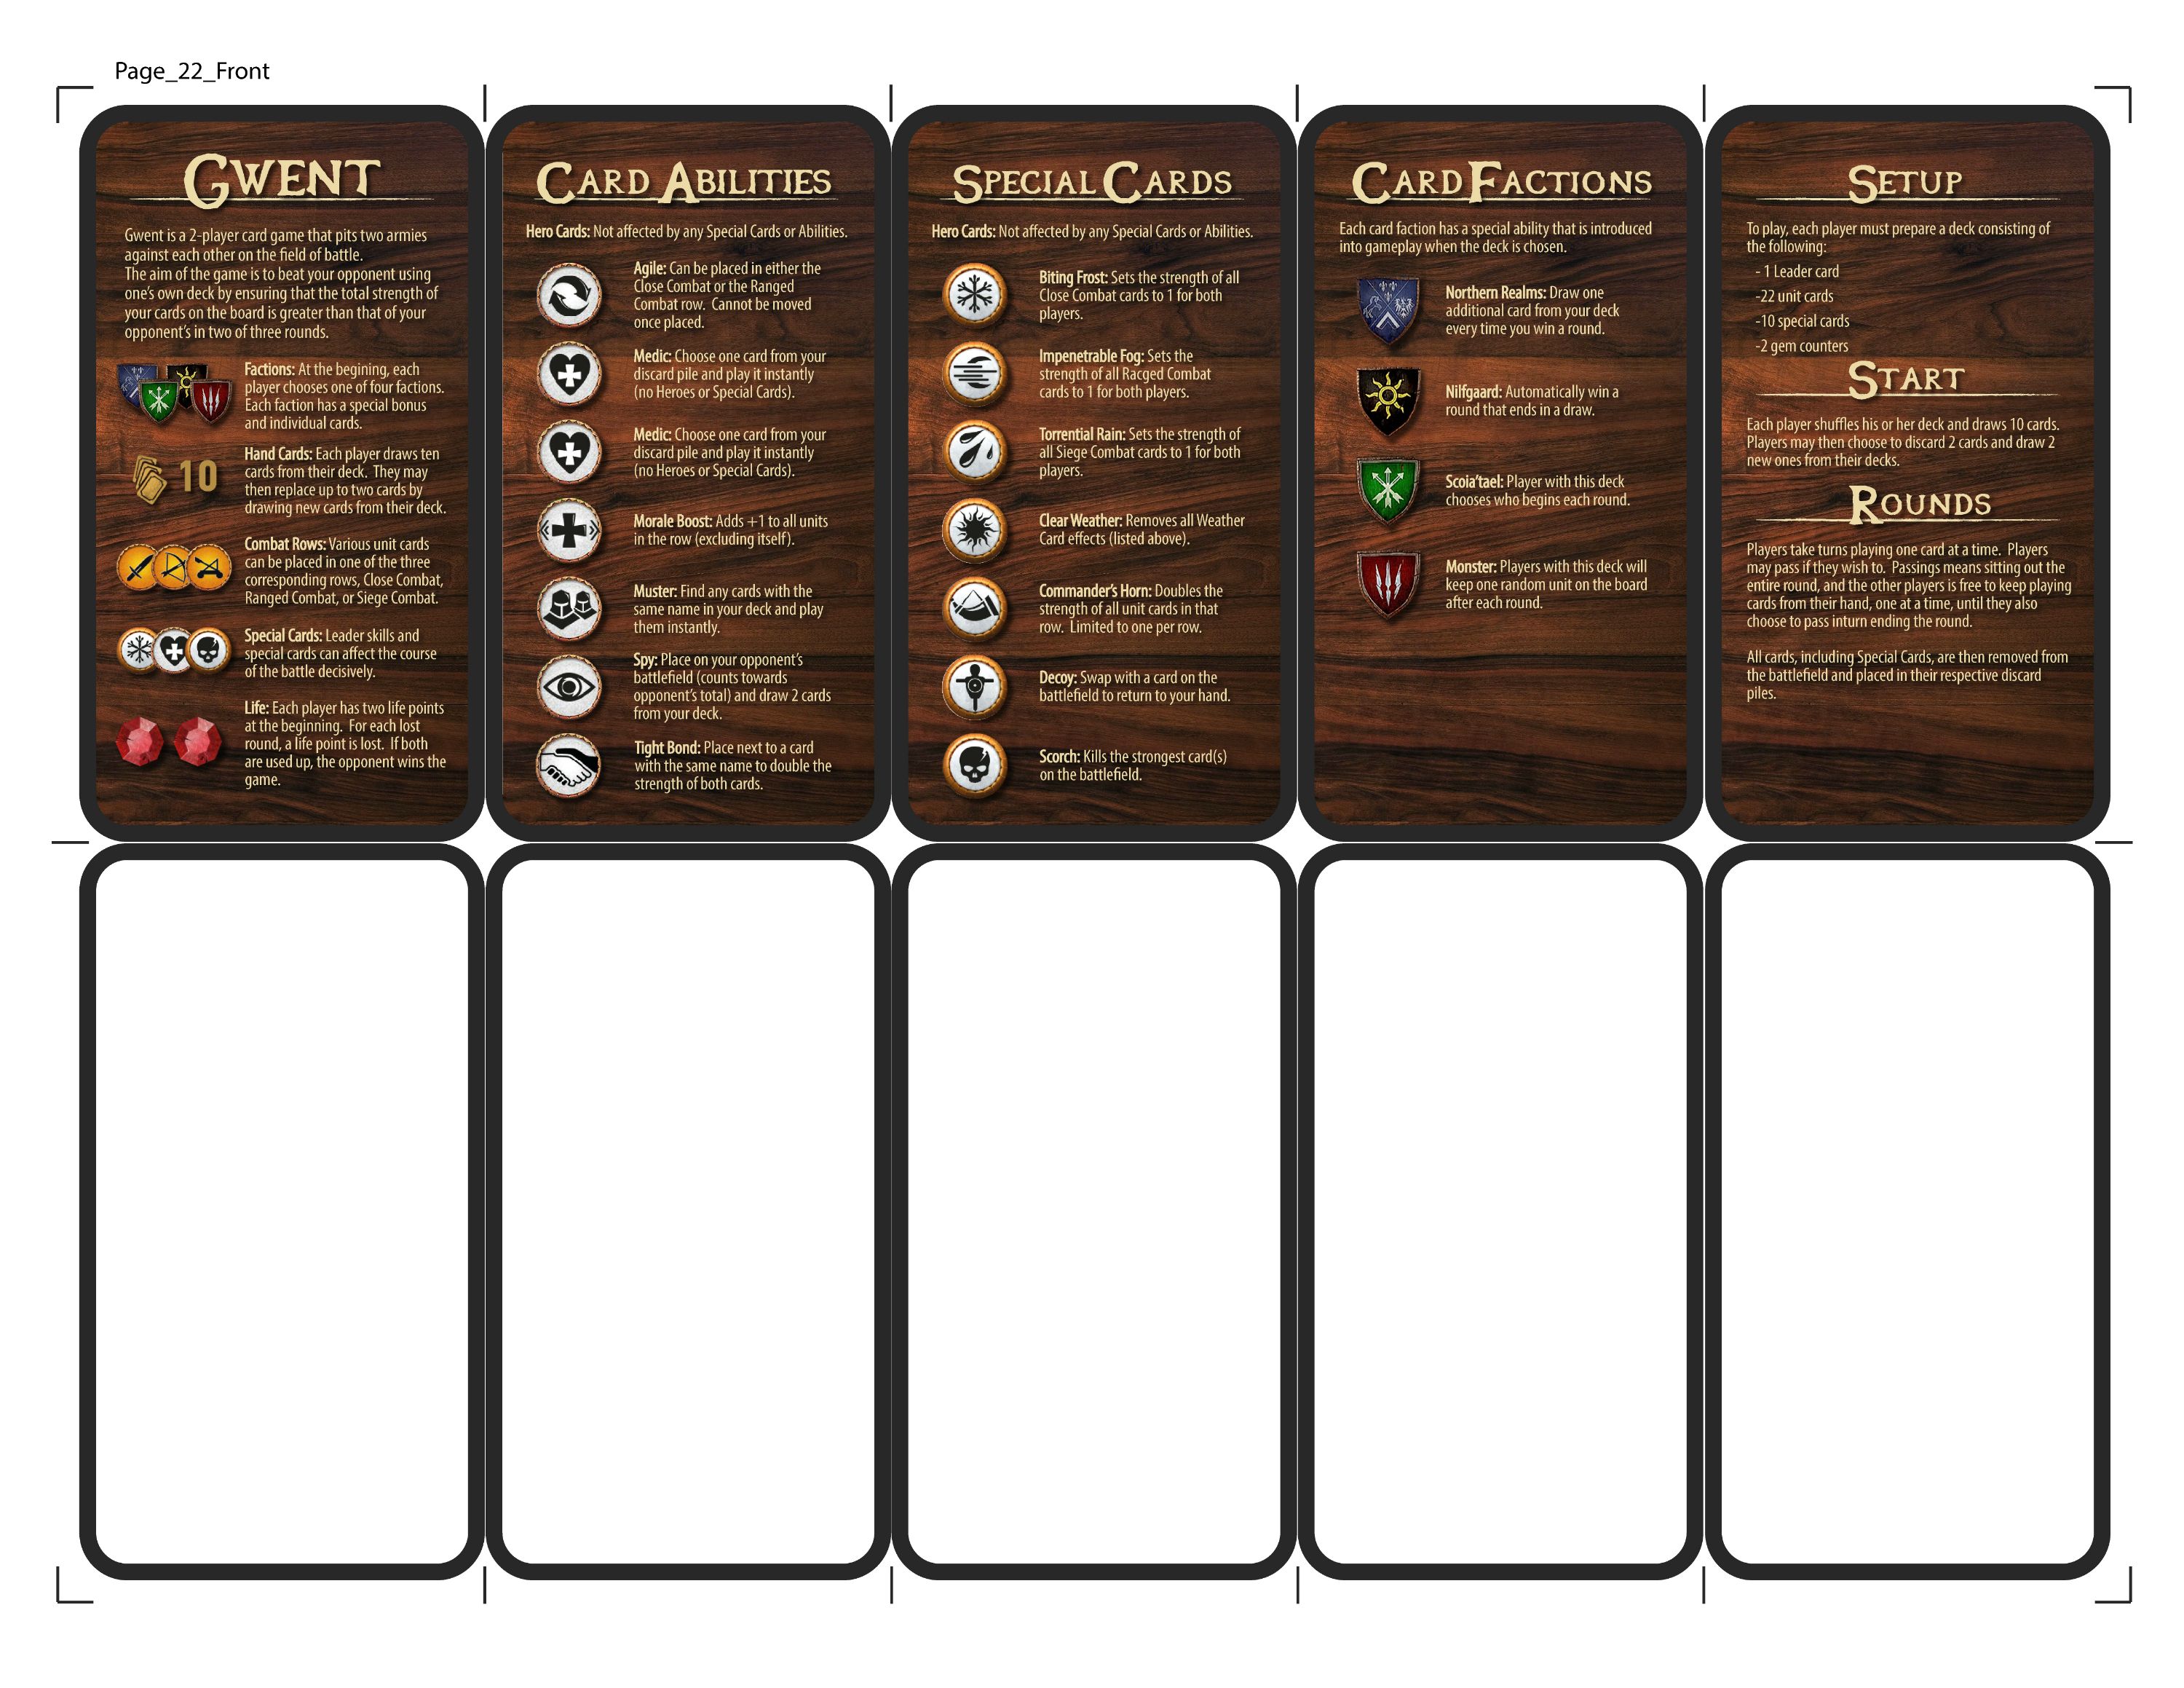 Page_22_Front
GWENT
Gwent is a 2-player card game that pits two armies
against each other on the field of battle.
The aim of the game is to beat your opponent using
one's own deck by ensuring that the total strength of
your cards on the board is greater than that of your
opponent's in two of three rounds.
Factions: At the begining, each
player chooses one of four factions.
Each faction has a special bonus
and individual cards.
10
Hand Cards: Each player draws ten
cards from their deck. They may
then replace up to two cards by
drawing new cards from their deck.
Combat Rows: Various unit cards
can be placed in one of the three
corresponding rows, Close Combat,
Ranged Combat, or Siege Combat.
Special Cards: Leader skills and
special cards can affect the course
of the battle decisively.
Life: Each player has two life points
at the beginning. For each lost
round, a life point is lost. If both
are used up, the opponent wins the
game.
CARD ABILITIES
Hero Cards: Not affected by any Special Cards or Abilities.
Agile: Can be placed in either the
Close Combat or the Ranged
Combat row. Cannot be moved
once placed.
Medic: Choose one card from your
discard pile and play it instantly
(no Heroes or Special Cards).
Medic: Choose one card from your
discard pile and play it instantly
(no Heroes or Special Cards).
Morale Boost: Adds +1 to all units
in the row (excluding itself).
Muster: Find any cards with the
same name in your deck and play
them instantly.
Spy: Place on your opponent's
battlefield (counts towards
opponent's total) and draw 2 cards
from your deck.
Tight Bond: Place next to a card
with the same name to double the
strength of both cards.
SPECIAL CARDS
Hero Cards: Not affected by any Special Cards or Abilities.
Biting Frost: Sets the strength of all
Close Combat cards to 1 for both
players.
Impenetrable Fog: Sets the
strength of all Racged Combat
cards to 1 for both players.
Torrential Rain: Sets the strength of
all Siege Combat cards to 1 for both
players.
Clear Weather: Removes all Weather
Card effects (listed above).
Commander's Horn: Doubles the
strength of all unit cards in that
row. Limited to one per row.
Decoy: Swap with a card on the
battlefield to return to your hand.
Scorch: Kills the strongest card(s)
on the battlefield.
CARD FACTIONS
Each card faction has a special ability that is introduced
into gameplay when the deck is chosen.
Northern Realms: Draw one
additional card from your deck
every time you win a round.
Nilfgaard: Automatically win a
round that ends in a draw.
Scoia'tael: Player with this deck
chooses who begins each round.
Monster: Players with this deck will
keep one random unit on the board
after each round.
SETUP
To play, each player must prepare a deck consisting of
the following:
- 1 Leader card
-22 unit cards
-10 special cards
-2 gem counters
START
Each player shuffles his or her deck and draws 10 cards.
Players may then choose to discard 2 cards and draw 2
new ones from their decks.
ROUNDS
Players take turns playing one card at a time. Players
may pass if they wish to. Passings means sitting out the
entire round, and the other players is free to keep playing
cards from their hand, one at a time, until they also
choose to pass inturn ending the round.
All cards, including Special Cards, are then removed from
the battlefield and placed in their respective discard
piles.